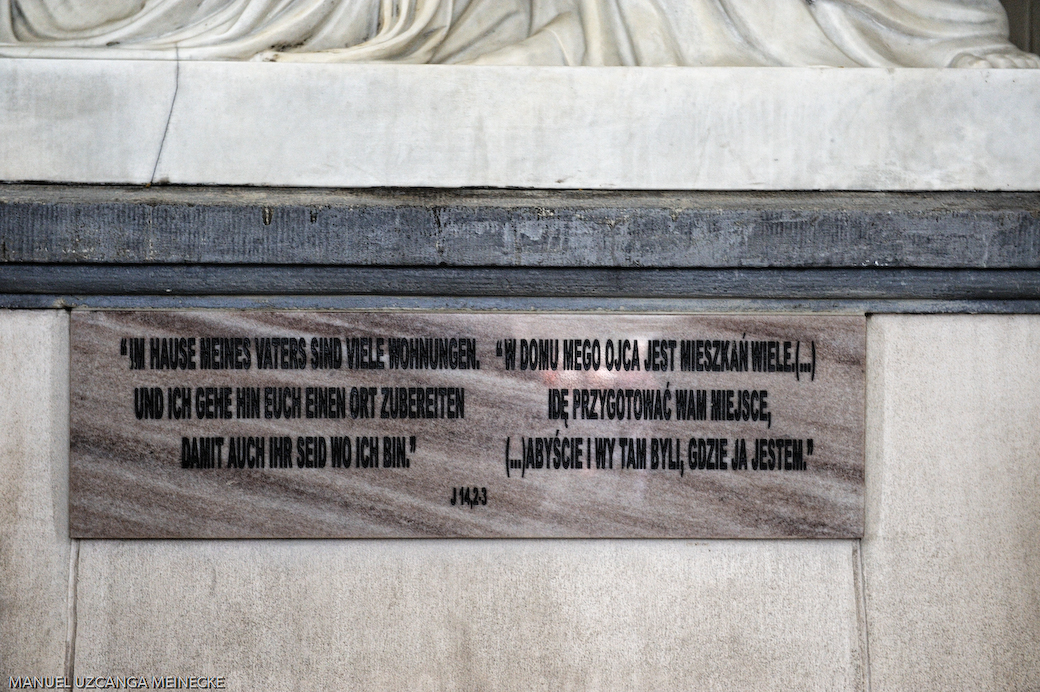 "IM HAUSE MEINES VATERS SIND VIELE WOHNUNGEN.
UND ICH GEHE HIN EUCH EINEN ORT ZUBEREITEN
DAMIT AUCH IHR SEID WO ICH BIN."
"W DOMU MEGO OJCA JEST MIESZKAŃ WIELE.(...)
IDĘ PRZYGOTOWAĆ WAM MIEJSCE,
(...)ABYŚCIE I WY TAM BYLI, GDZIE JA JESTEM."
J 14,2-3
MANUEL UZCANGA MEINECKE